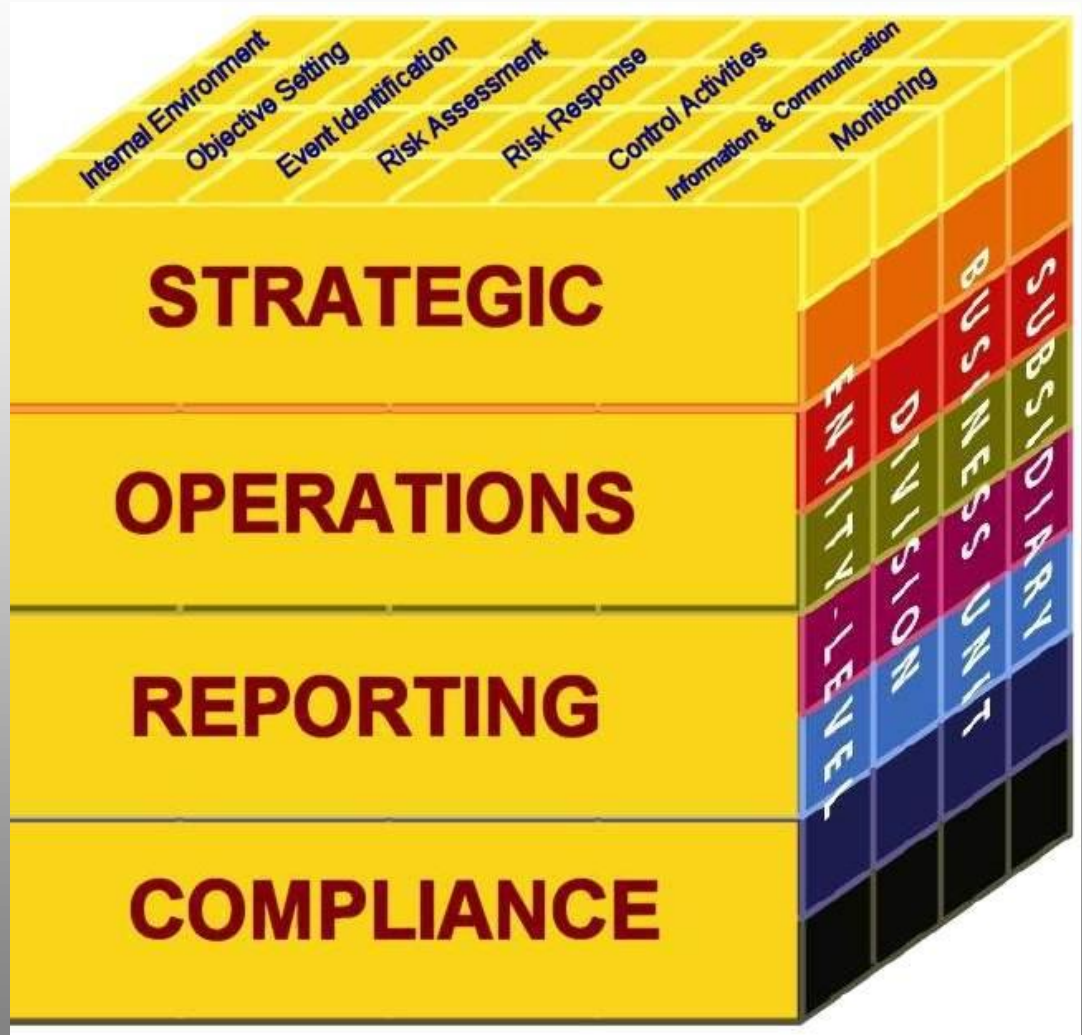 Internal Environment
Objective Setting
Event Identification
Risk Assessment
Risk Response
Control Activities
Information & Communication
Monitoring
STRATEGIC
OPERATIONS
REPORTING
COMPLIANCE
ENTITY-LEVEL
DIVISION
BUSINESS UNIT
SUBSIDIARY